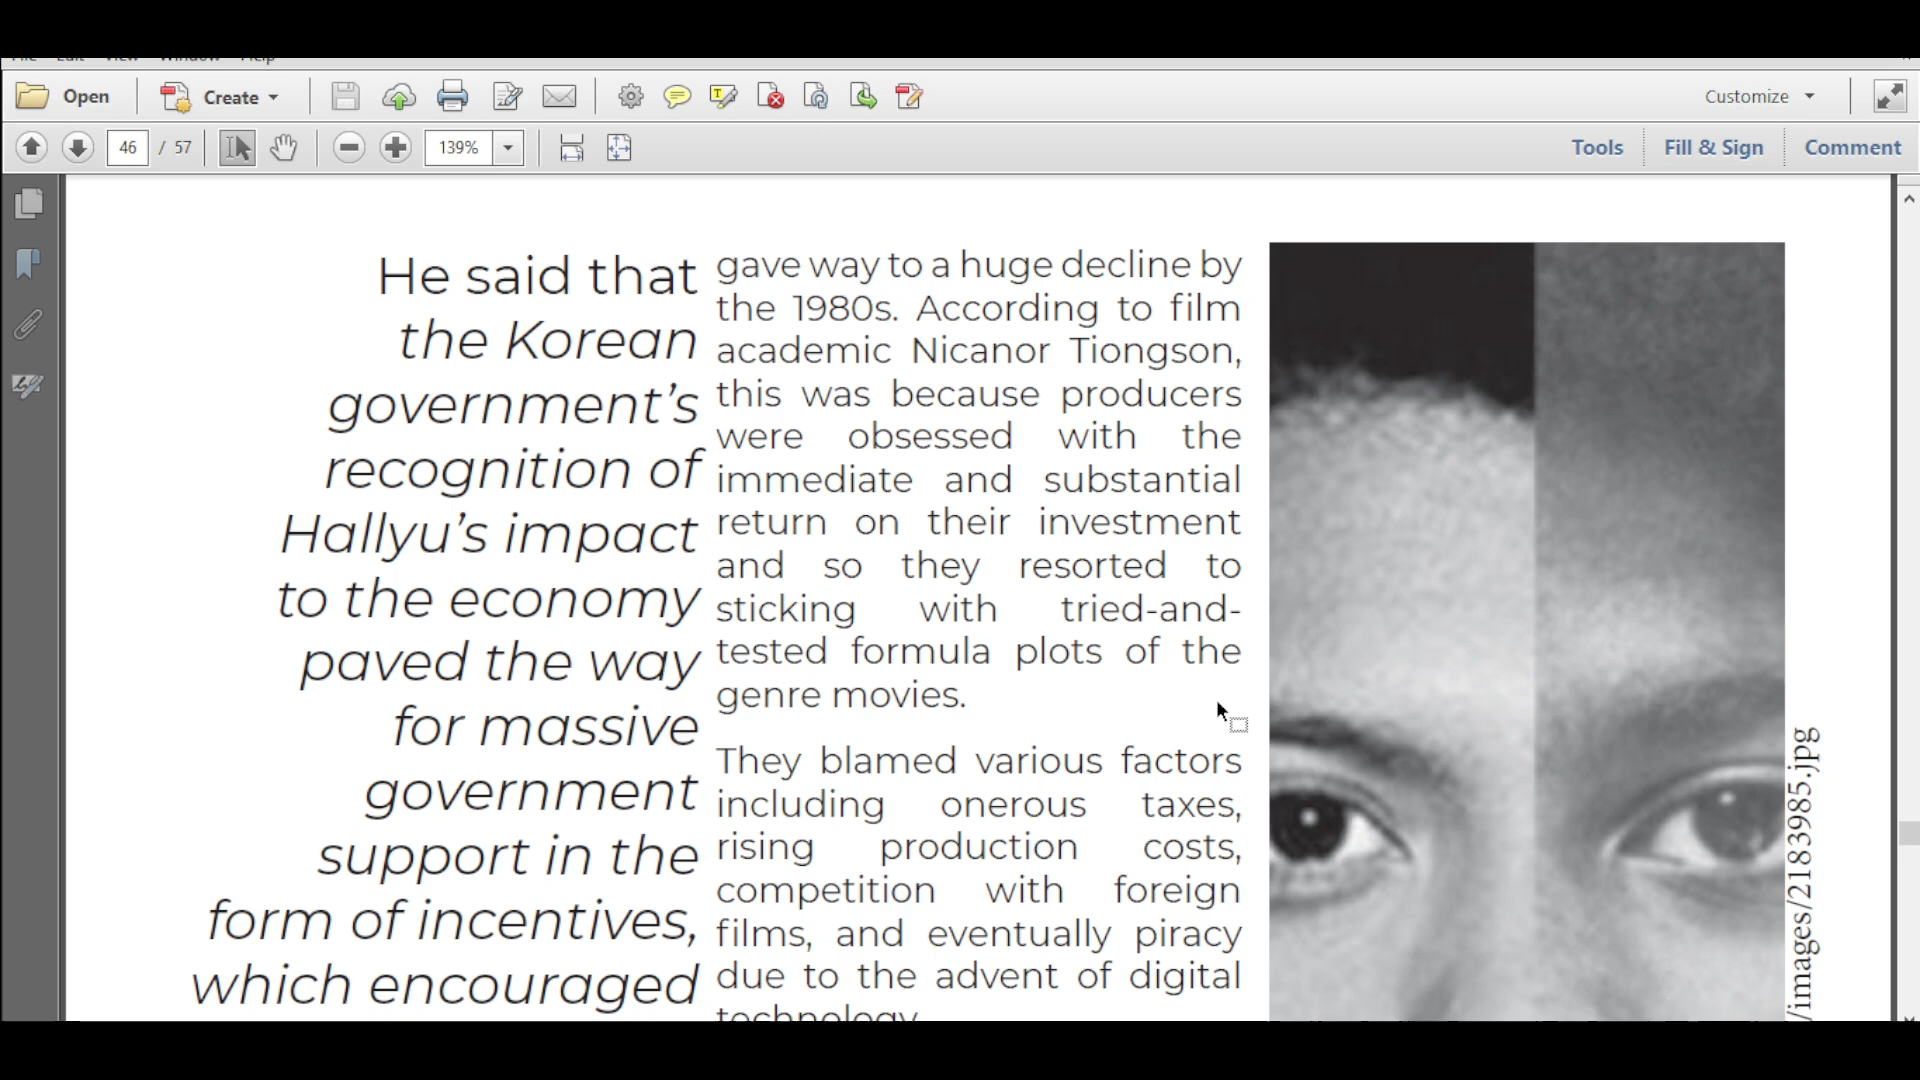 Open
Create
Customize
46 / 57
139%
Tools
Fill & Sign
Comment
He said that
the Korean
government’s
recognition of
Hallyu’s impact
to the economy
paved the way
for massive
government
support in the
form of incentives,
which encouraged
gave way to a huge decline by
the 1980s. According to film
academic Nicanor Tiongson,
this was because producers
were obsessed with the
immediate and substantial
return on their investment
and so they resorted to
sticking with tried-and-
tested formula plots of the
genre movies.
They blamed various factors
including onerous taxes,
rising production costs,
competition with foreign
films, and eventually piracy
due to the advent of digital
technology
/images/2183985.jpg